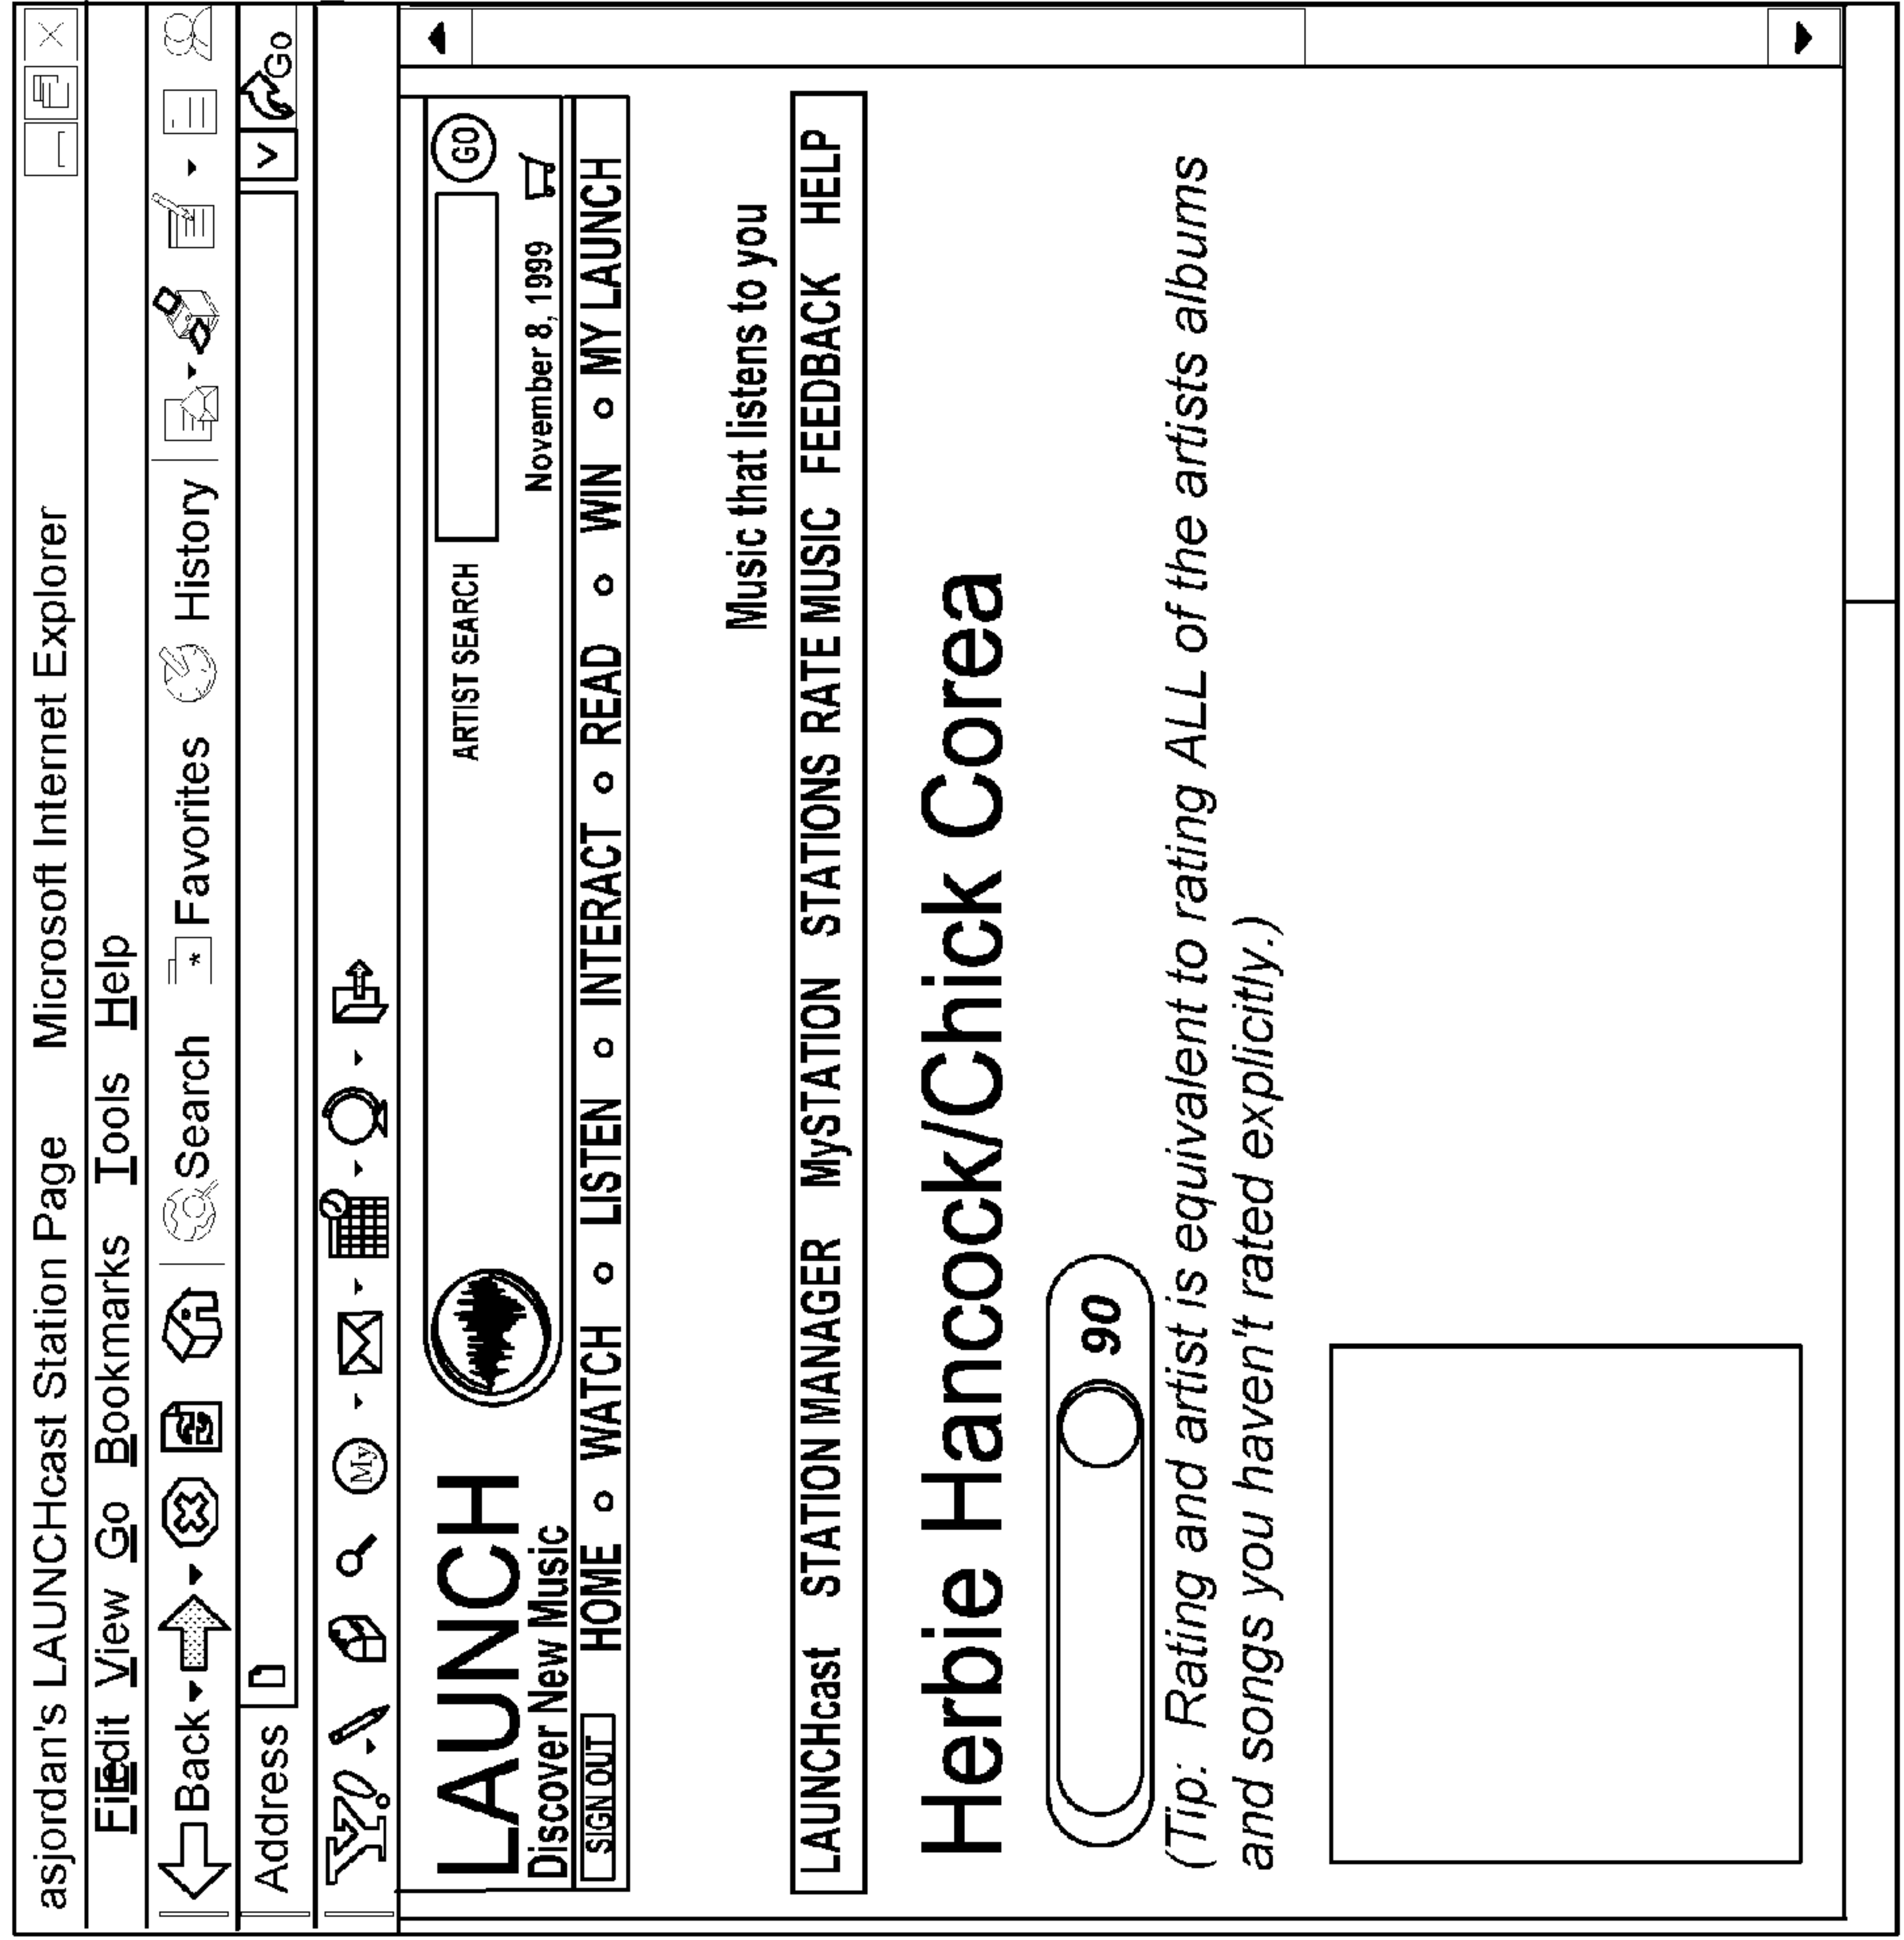 asjordan's LAUNCHcast Station Page Microsoft Internet Explorer
File Edit View Go Bookmarks Tools Help
Back Search Favorites History
Address Go
Y! My
LAUNCH ARTIST SEARCH GO
Discover New Music November 8, 1999
SIGN OUT HOME o WATCH o LISTEN o INTERACT o READ o WIN o MY LAUNCH
Music that listens to you
LAUNCHcast STATION MANAGER MySTATION STATIONS RATE MUSIC FEEDBACK HELP
Herbie Hancock/Chick Corea
90
(Tip: Rating and artist is equivalent to rating ALL of the artists albums
and songs you haven't rated explicitly.)